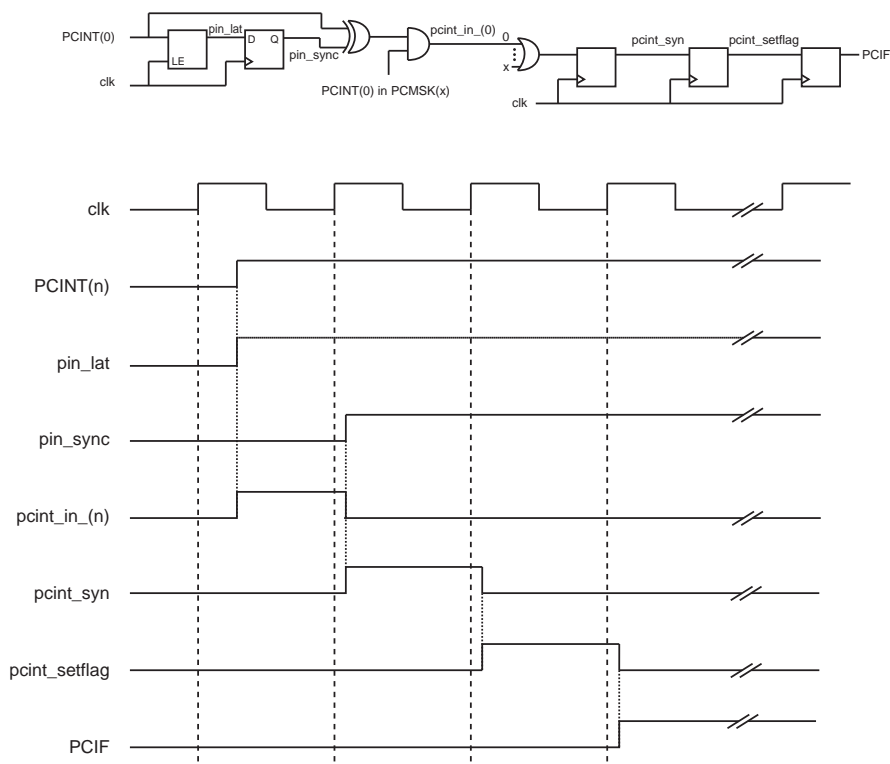 PCINT(0)
pin_lat
D Q
LE
clk
pin_sync
PCINT(0) in PCMSK(x)
pcint_in_(0)
0
x
clk
pcint_syn
pcint_setflag
PCIF
clk
PCINT(n)
pin_lat
pin_sync
pcint_in_(n)
pcint_syn
pcint_setflag
PCIF